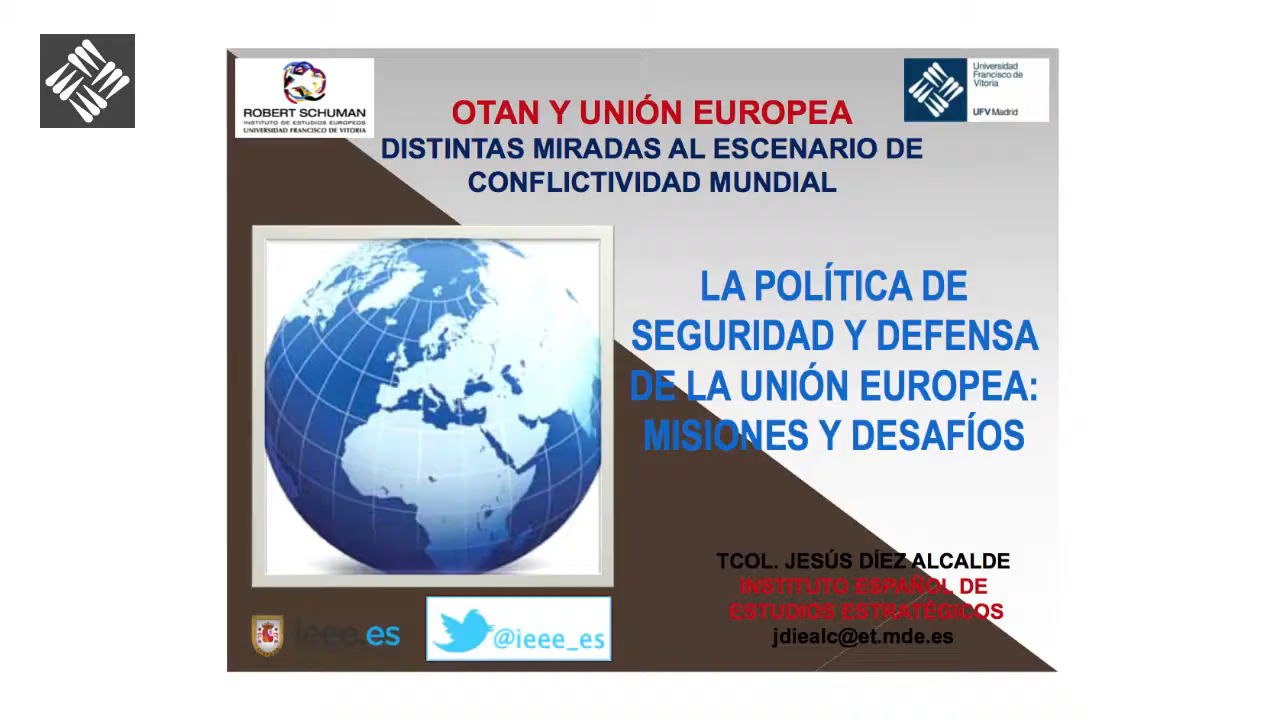 ROBERT SCHUMAN
INSTITUTO DE ESTUDIOS EUROPEOS
UNIVERSIDAD FRANCISCO DE VITORIA
Universidad
Francisco de
Vitoria
UFV Madrid
OTAN Y UNIÓN EUROPEA
DISTINTAS MIRADAS AL ESCENARIO DE
CONFLICTIVIDAD MUNDIAL
LA POLÍTICA DE
SEGURIDAD Y DEFENSA
DE LA UNIÓN EUROPEA:
MISIONES Y DESAFÍOS
TCOL. JESÚS DÍEZ ALCALDE
INSTITUTO ESPAÑOL DE
ESTUDIOS ESTRATÉGICOS
jdiealc@et.mde.es
ieee.es
@ieee_es